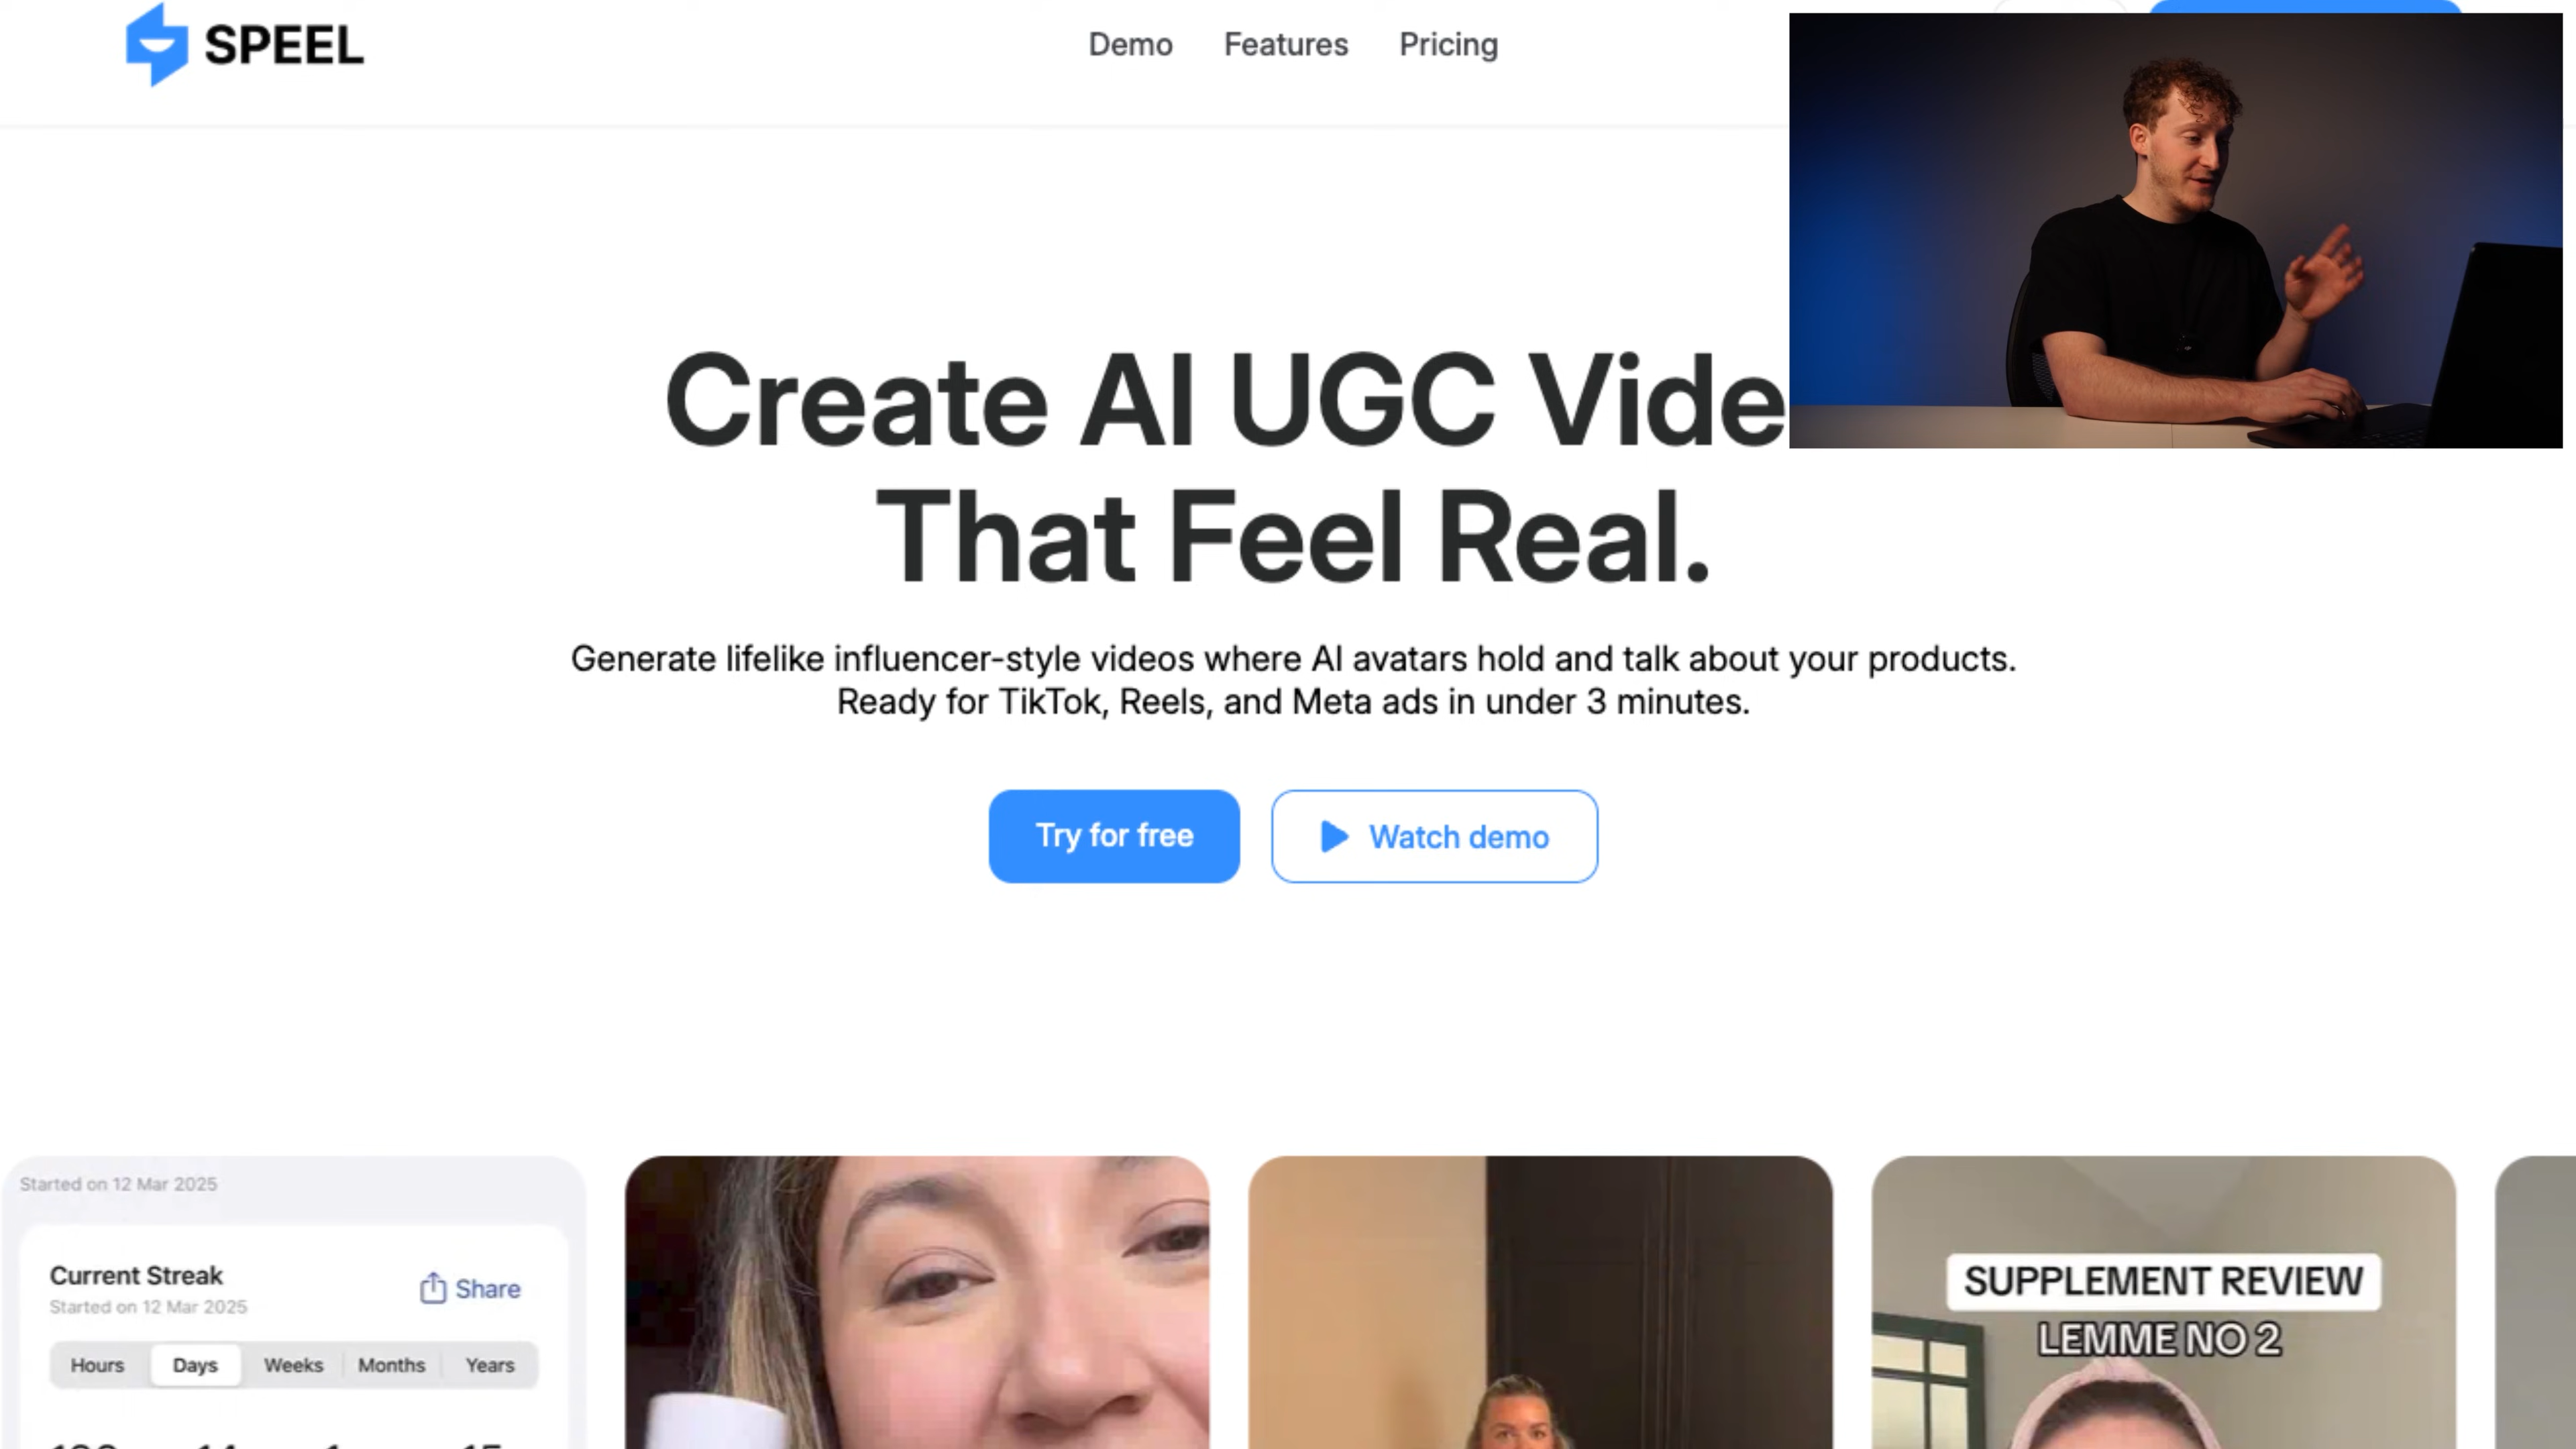 SPEEL
Demo Features Pricing
Create AI UGC Vide
That Feel Real.
Generate lifelike influencer-style videos where AI avatars hold and talk about your products.
Ready for TikTok, Reels, and Meta ads in under 3 minutes.
Try for free
Watch demo
Started on 12 Mar 2025
Current Streak
Share
Started on 12 Mar 2025
Hours Days Weeks Months Years
SUPPLEMENT REVIEW
LEMME NO 2